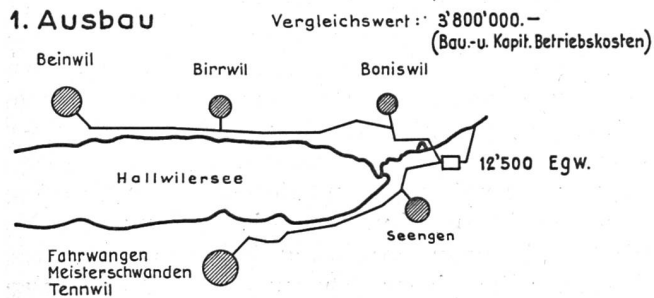 1. Ausbau
Vergleichswert: 3'800'000.—
(Bau.-u. Kapit. Betriebskosten)
Beinwil
Birrwil
Boniswil
12'500 Egw.
Hallwilersee
Seengen
Fahrwangen
Meisterschwanden
Tennwil